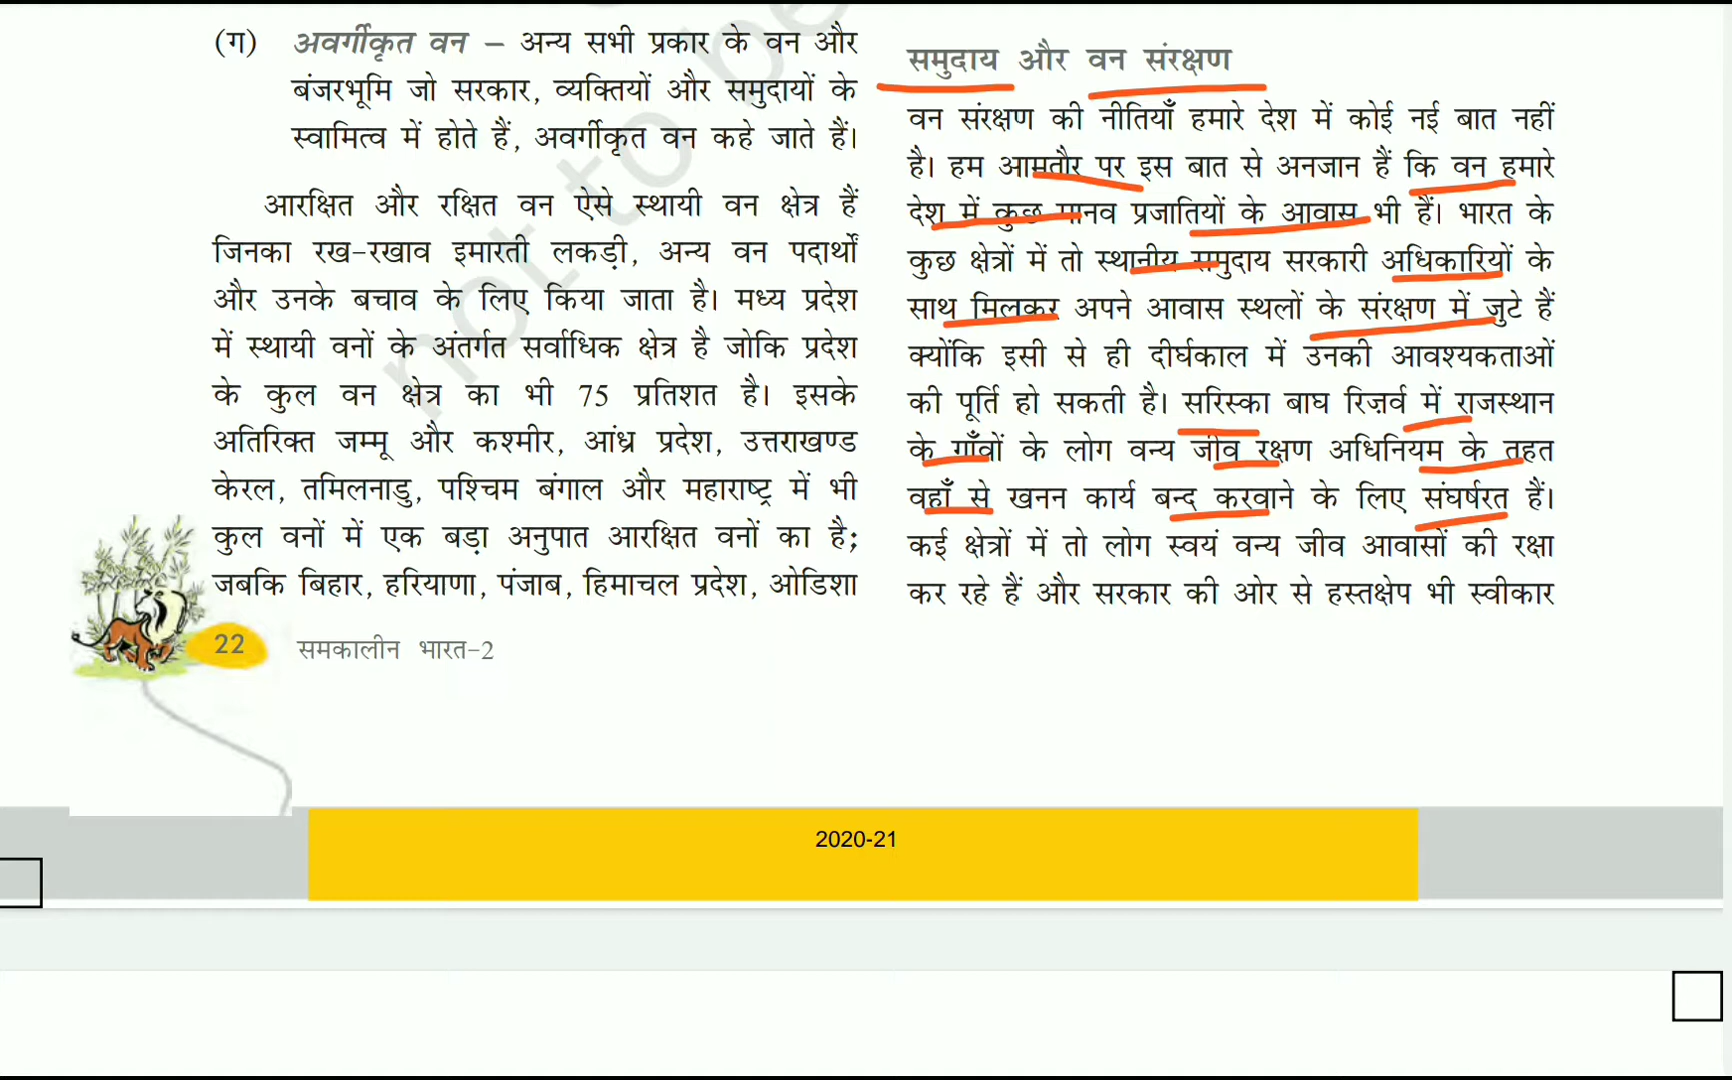 (ग) अवर्गीकृत वन – अन्य सभी प्रकार के वन और
बंजरभूमि जो सरकार, व्यक्तियों और समुदायों के
स्वामित्व में होते हैं, अवर्गीकृत वन कहे जाते हैं।
आरक्षित और रक्षित वन ऐसे स्थायी वन क्षेत्र हैं
जिनका रख-रखाव इमारती लकड़ी, अन्य वन पदार्थों
और उनके बचाव के लिए किया जाता है। मध्य प्रदेश
में स्थायी वनों के अंतर्गत सर्वाधिक क्षेत्र है जोकि प्रदेश
के कुल वन क्षेत्र का भी 75 प्रतिशत है। इसके
अतिरिक्त जम्मू और कश्मीर, आंध्र प्रदेश, उत्तराखण्ड
केरल, तमिलनाडु, पश्चिम बंगाल और महाराष्ट्र में भी
कुल वनों में एक बड़ा अनुपात आरक्षित वनों का है;
जबकि बिहार, हरियाणा, पंजाब, हिमाचल प्रदेश, ओडिशा
समुदाय और वन संरक्षण
वन संरक्षण की नीतियाँ हमारे देश में कोई नई बात नहीं
है। हम आमतौर पर इस बात से अनजान हैं कि वन हमारे
देश में कुछ मानव प्रजातियों के आवास भी हैं। भारत के
कुछ क्षेत्रों में तो स्थानीय समुदाय सरकारी अधिकारियों के
साथ मिलकर अपने आवास स्थलों के संरक्षण में जुटे हैं
क्योंकि इसी से ही दीर्घकाल में उनकी आवश्यकताओं
की पूर्ति हो सकती है। सरिस्का बाघ रिज़र्व में राजस्थान
के गाँवों के लोग वन्य जीव रक्षण अधिनियम के तहत
वहाँ से खनन कार्य बन्द करवाने के लिए संघर्षरत हैं।
कई क्षेत्रों में तो लोग स्वयं वन्य जीव आवासों की रक्षा
कर रहे हैं और सरकार की ओर से हस्तक्षेप भी स्वीकार
22 समकालीन भारत-2
2020-21
not to be